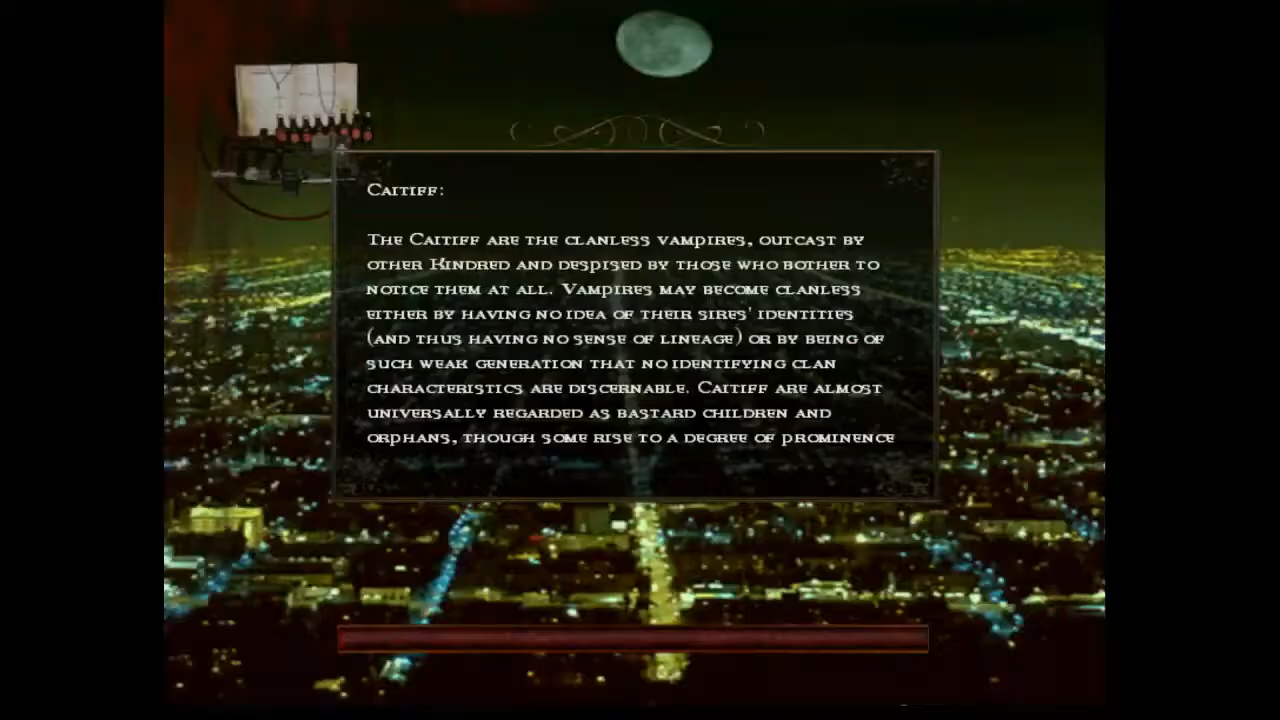 Caitiff:
The Caitiff are the clanless vampires, outcast by
other Kindred and despised by those who bother to
notice them at all. Vampires may become clanless
either by having no idea of their sires' identities
(and thus having no sense of lineage) or by being of
such weak generation that no identifying clan
characteristics are discernable. Caitiff are almost
universally regarded as bastard children and
orphans, though some rise to a degree of prominence